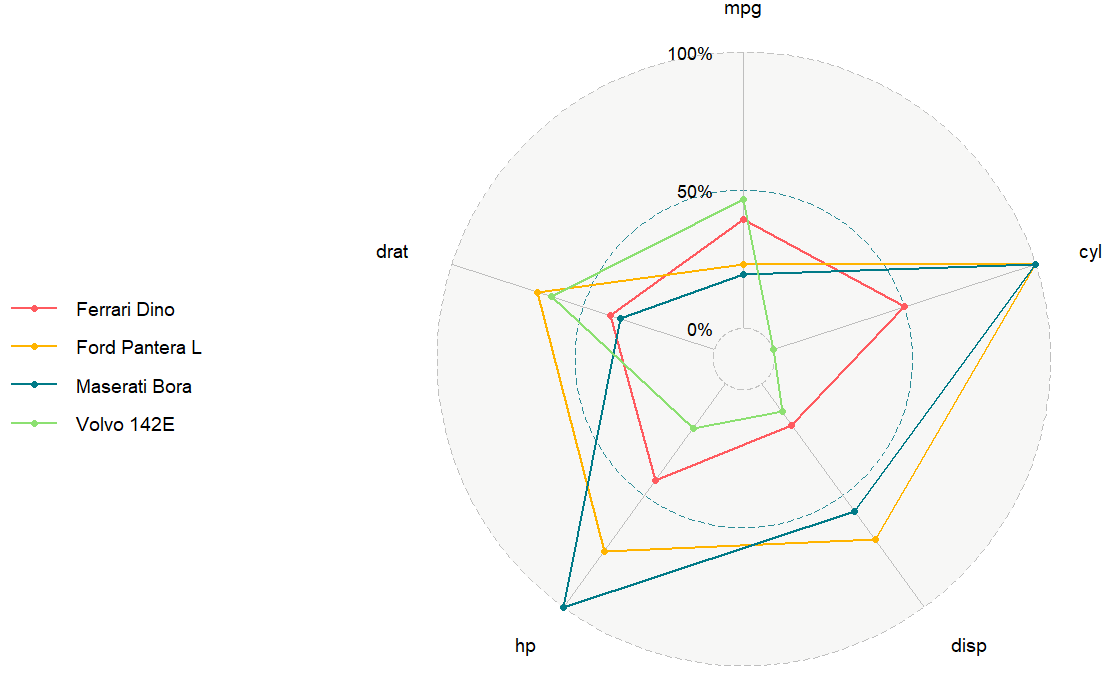 mpg
100%
50%
cyl
drat
0%
Ferrari Dino
Ford Pantera L
Maserati Bora
Volvo 142E
hp
disp